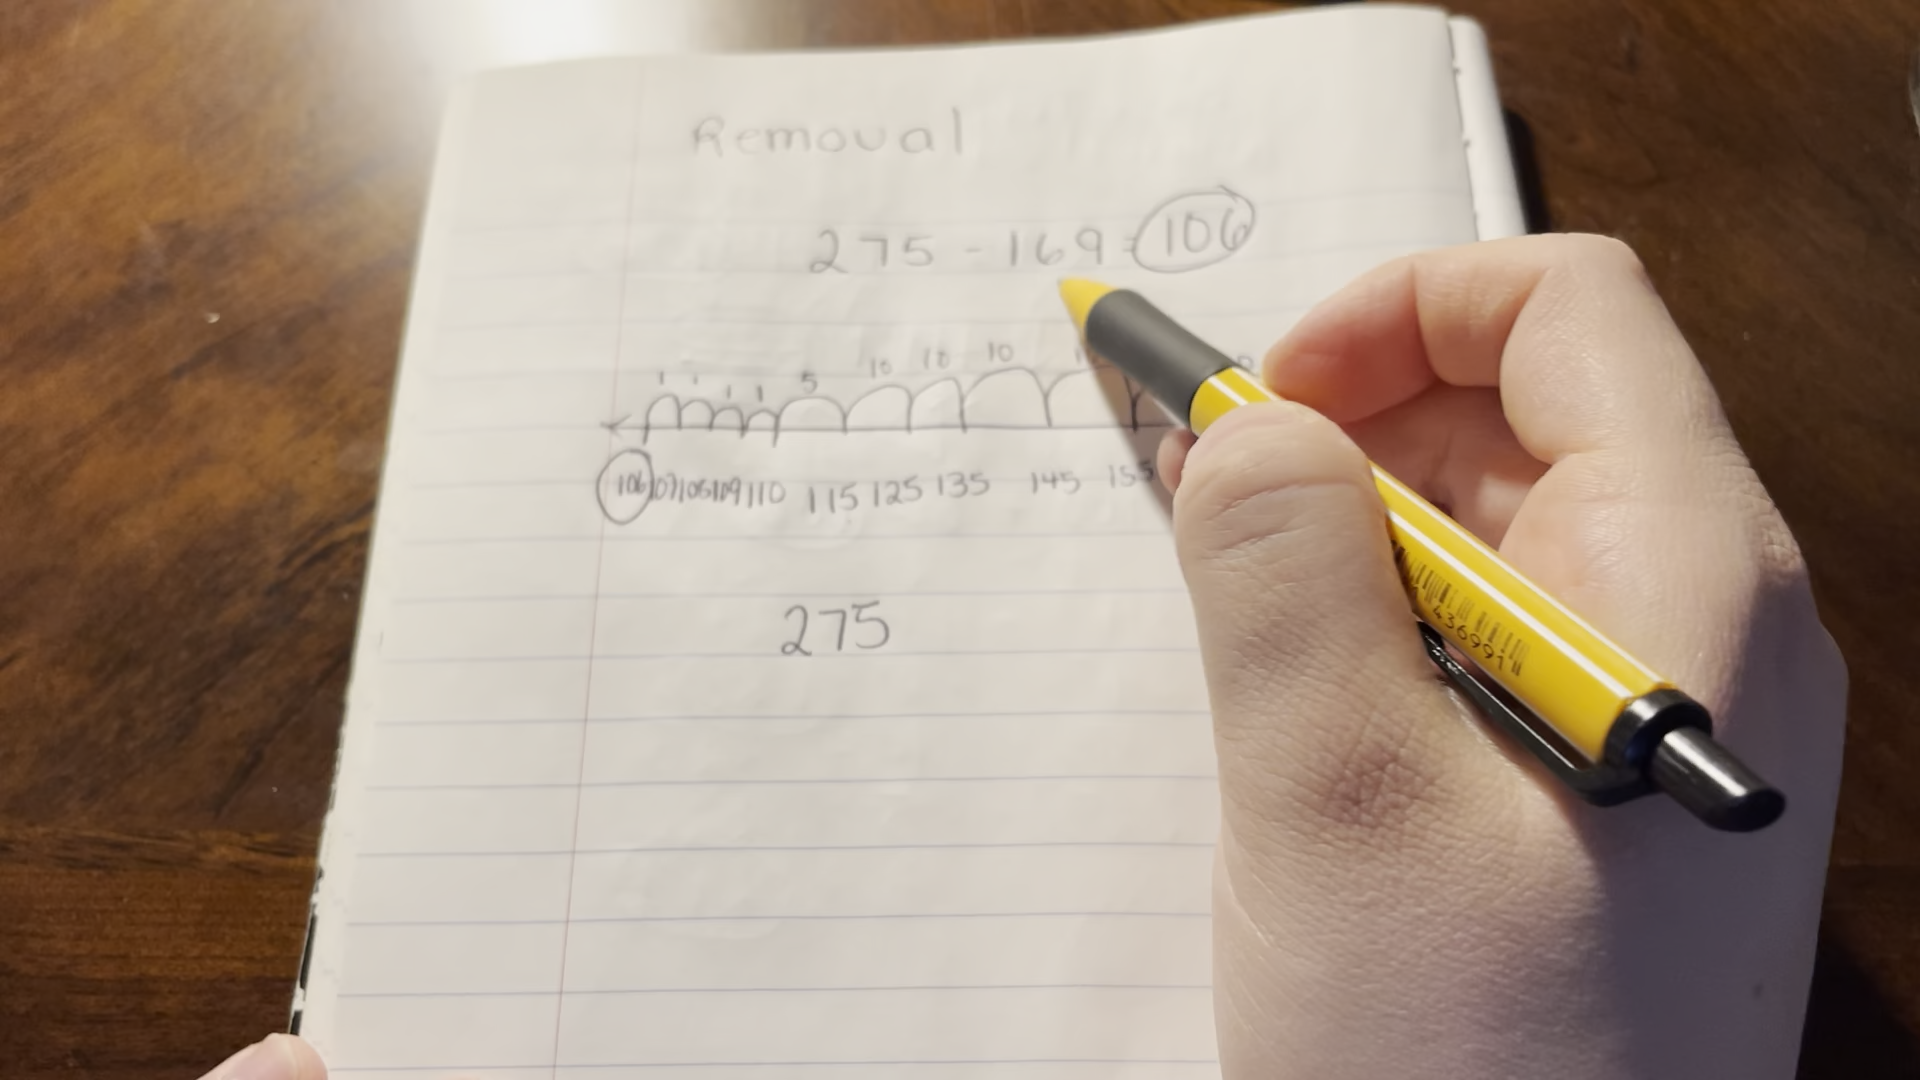 Removal
275 - 169 = 106
1 1 1 1 5 10 10 10
106 107 108 109 110 115 125 135 145 155
275
436991